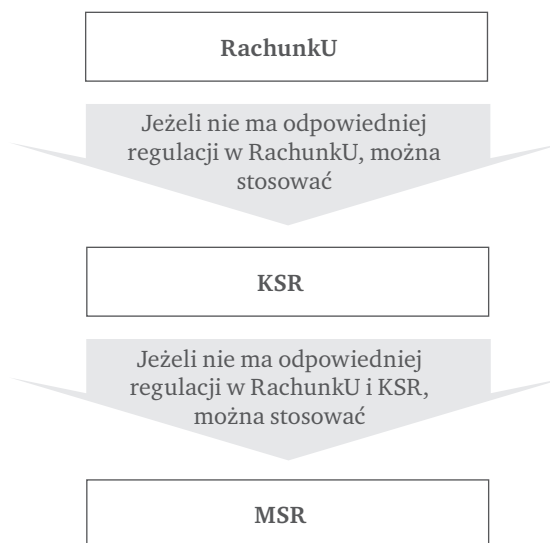 RachunkU
Jeżeli nie ma odpowiedniej
regulacji w RachunkU, można
stosować
KSR
Jeżeli nie ma odpowiedniej
regulacji w RachunkU i KSR,
można stosować
MSR